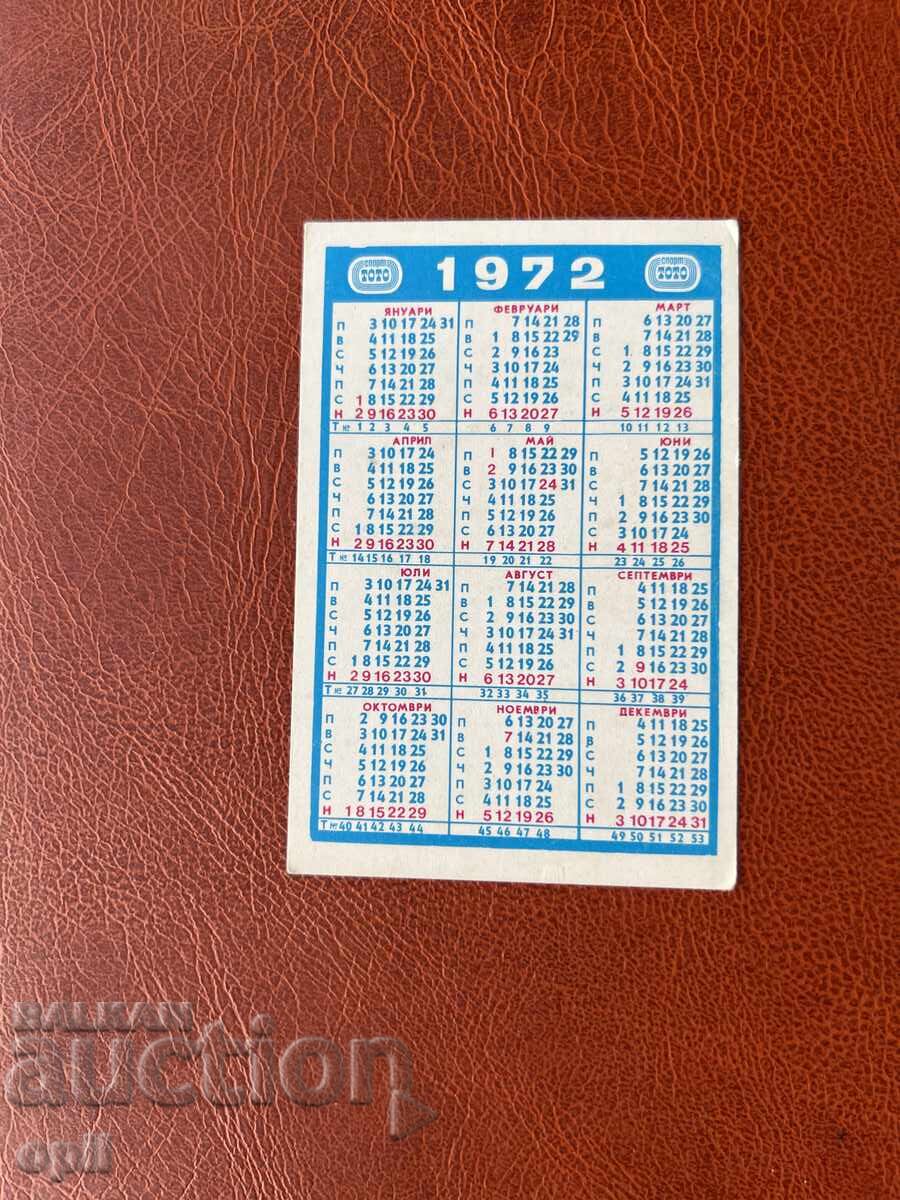 спорт ТОТО 1972 спорт ТОТО
ЯНУАРИ ФЕВРУАРИ МАРТ
П 3 10 17 24 31 П 7 14 21 28 П 6 13 20 27
В 4 11 18 25 В 1 8 15 22 29 В 7 14 21 28
С 5 12 19 26 С 2 9 16 23 С 1 8 15 22 29
Ч 6 13 20 27 Ч 3 10 17 24 Ч 2 9 16 23 30
П 7 14 21 28 П 4 11 18 25 П 3 10 17 24 31
С 1 8 15 22 29 С 5 12 19 26 С 4 11 18 25
Н 2 9 16 23 30 Н 6 13 20 27 Н 5 12 19 26
Т № 1 2 3 4 5 6 7 8 9 10 11 12 13
АПРИЛ МАЙ ЮНИ
П 3 10 17 24 П 1 8 15 22 29 П 5 12 19 26
В 4 11 18 25 В 2 9 16 23 30 В 6 13 20 27
С 5 12 19 26 С 3 10 17 24 31 С 7 14 21 28
Ч 6 13 20 27 Ч 4 11 18 25 Ч 1 8 15 22 29
П 7 14 21 28 П 5 12 19 26 П 2 9 16 23 30
С 1 8 15 22 29 С 6 13 20 27 С 3 10 17 24
Н 2 9 16 23 30 Н 7 14 21 28 Н 4 11 18 25
Т № 14 15 16 17 18 19 20 21 22 23 24 25 26
ЮЛИ АВГУСТ СЕПТЕМВРИ
П 3 10 17 24 31 П 7 14 21 28 П 4 11 18 25
В 4 11 18 25 В 1 8 15 22 29 В 5 12 19 26
С 5 12 19 26 С 2 9 16 23 30 С 6 13 20 27
Ч 6 13 20 27 Ч 3 10 17 24 31 Ч 7 14 21 28
П 7 14 21 28 П 4 11 18 25 П 1 8 15 22 29
С 1 8 15 22 29 С 5 12 19 26 С 2 9 16 23 30
Н 2 9 16 23 30 Н 6 13 20 27 Н 3 10 17 24
Т № 27 28 29 30 31 32 33 34 35 36 37 38 39
ОКТОМВРИ НОЕМВРИ ДЕКЕМВРИ
П 2 9 16 23 30 П 6 13 20 27 П 4 11 18 25
В 3 10 17 24 31 В 7 14 21 28 В 5 12 19 26
С 4 11 18 25 С 1 8 15 22 29 С 6 13 20 27
Ч 5 12 19 26 Ч 2 9 16 23 30 Ч 7 14 21 28
П 6 13 20 27 П 3 10 17 24 П 1 8 15 22 29
С 7 14 21 28 С 4 11 18 25 С 2 9 16 23 30
Н 1 8 15 22 29 Н 5 12 19 26 Н 3 10 17 24 31
Т № 40 41 42 43 44 45 46 47 48 49 50 51 52 53
BALKAN
auction
opil